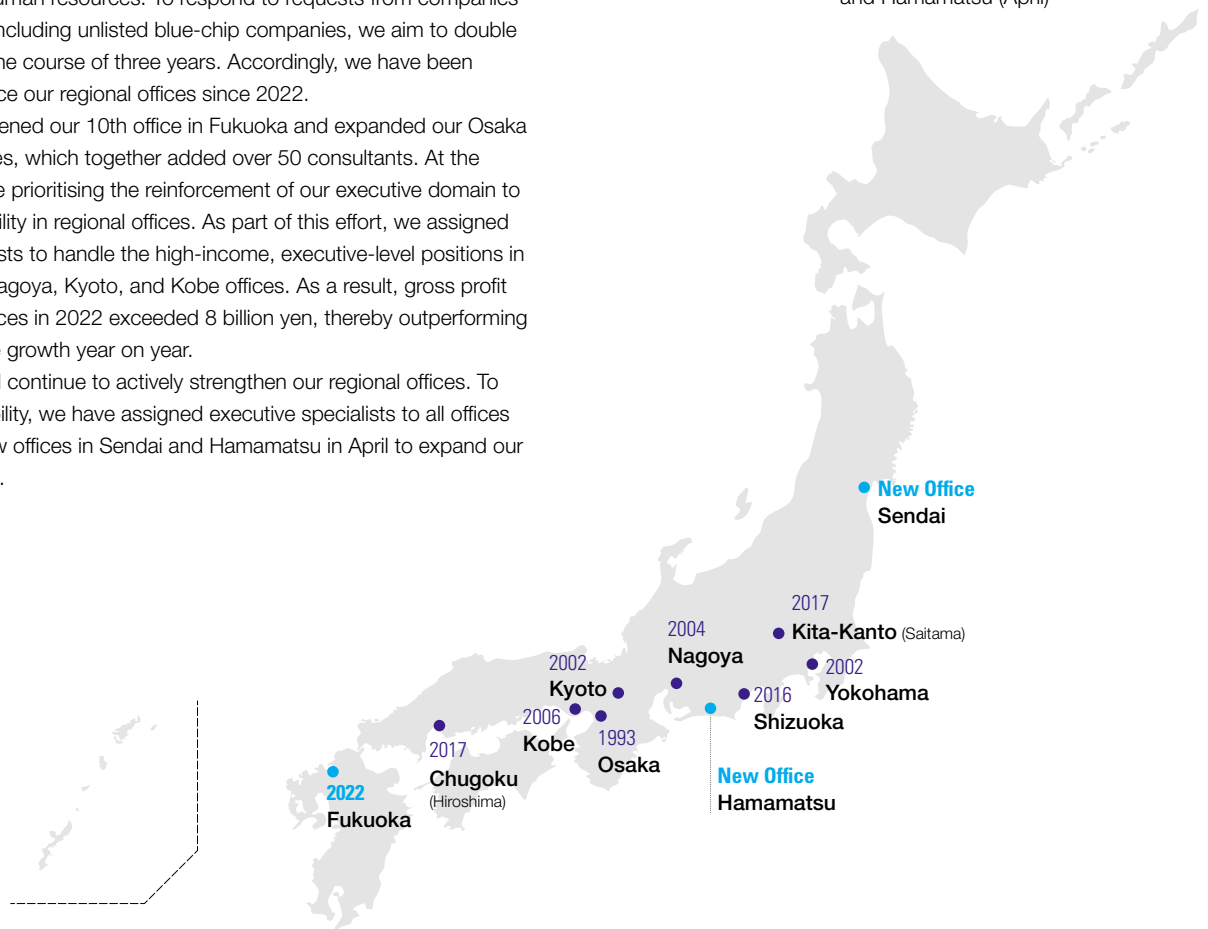 human resources. To respond to requests from companies
including unlisted blue-chip companies, we aim to double
he course of three years. Accordingly, we have been
ce our regional offices since 2022.
ened our 10th office in Fukuoka and expanded our Osaka
es, which together added over 50 consultants. At the
e prioritising the reinforcement of our executive domain to
ility in regional offices. As part of this effort, we assigned
sts to handle the high-income, executive-level positions in
agoya, Kyoto, and Kobe offices. As a result, gross profit
ces in 2022 exceeded 8 billion yen, thereby outperforming
growth year on year.
l continue to actively strengthen our regional offices. To
bility, we have assigned executive specialists to all offices
w offices in Sendai and Hamamatsu in April to expand our
.
and Hamamatsu (April)
New Office
Sendai
2017
Kita-Kanto (Saitama)
2002
Yokohama
2004
Nagoya
2016
Shizuoka
2002
Kyoto
2006
Kobe
1993
Osaka
New Office
Hamamatsu
2017
Chugoku
(Hiroshima)
2022
Fukuoka